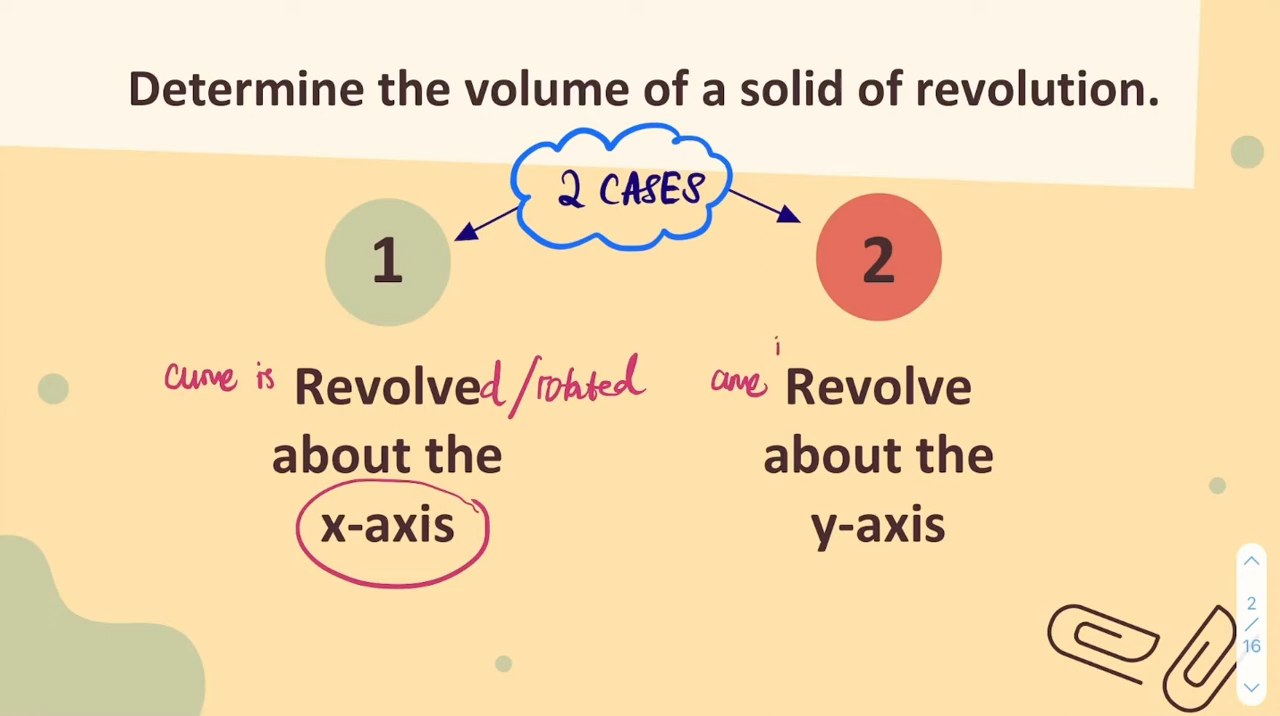 Determine the volume of a solid of revolution.
2 CASES
1
curve is Revolved/rotated
about the
x-axis
2
curve i Revolve
about the
y-axis
2
/
16